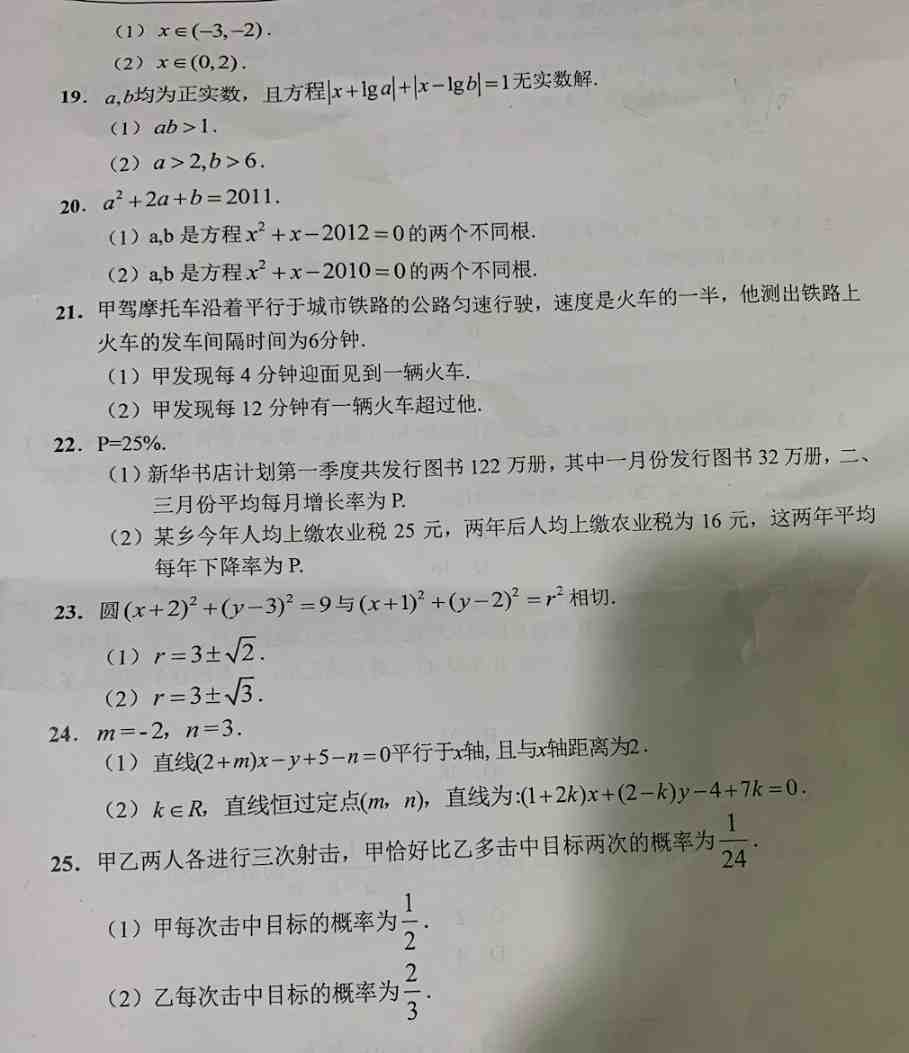 （1）x∈(−3,−2).
（2）x∈(0,2).
19．a,b均为正实数，且方程|x+lga|+|x−lgb|=1无实数解.
（1）ab>1.
（2）a>2,b>6.
20．a²+2a+b=2011.
（1）a,b 是方程x²+x−2012=0的两个不同根.
（2）a,b 是方程x²+x−2010=0的两个不同根.
21．甲驾摩托车沿着平行于城市铁路的公路匀速行驶，速度是火车的一半，他测出铁路上
火车的发车间隔时间为6分钟.
（1）甲发现每 4 分钟迎面见到一辆火车.
（2）甲发现每 12 分钟有一辆火车超过他.
22．P=25%.
（1）新华书店计划第一季度共发行图书 122 万册，其中一月份发行图书 32 万册，二、
三月份平均每月增长率为 P.
（2）某乡今年人均上缴农业税 25 元，两年后人均上缴农业税为 16 元，这两年平均
每年下降率为 P.
23．圆(x+2)²+(y−3)²=9与(x+1)²+(y−2)²=r²相切.
（1）r=3±√2.
（2）r=3±√3.
24．m=-2，n=3.
（1）直线(2+m)x−y+5−n=0平行于x轴, 且与x轴距离为2.
（2）k∈R，直线恒过定点(m，n)，直线为:(1+2k)x+(2−k)y−4+7k=0.
25．甲乙两人各进行三次射击，甲恰好比乙多击中目标两次的概率为1/24.
（1）甲每次击中目标的概率为1/2.
（2）乙每次击中目标的概率为2/3.